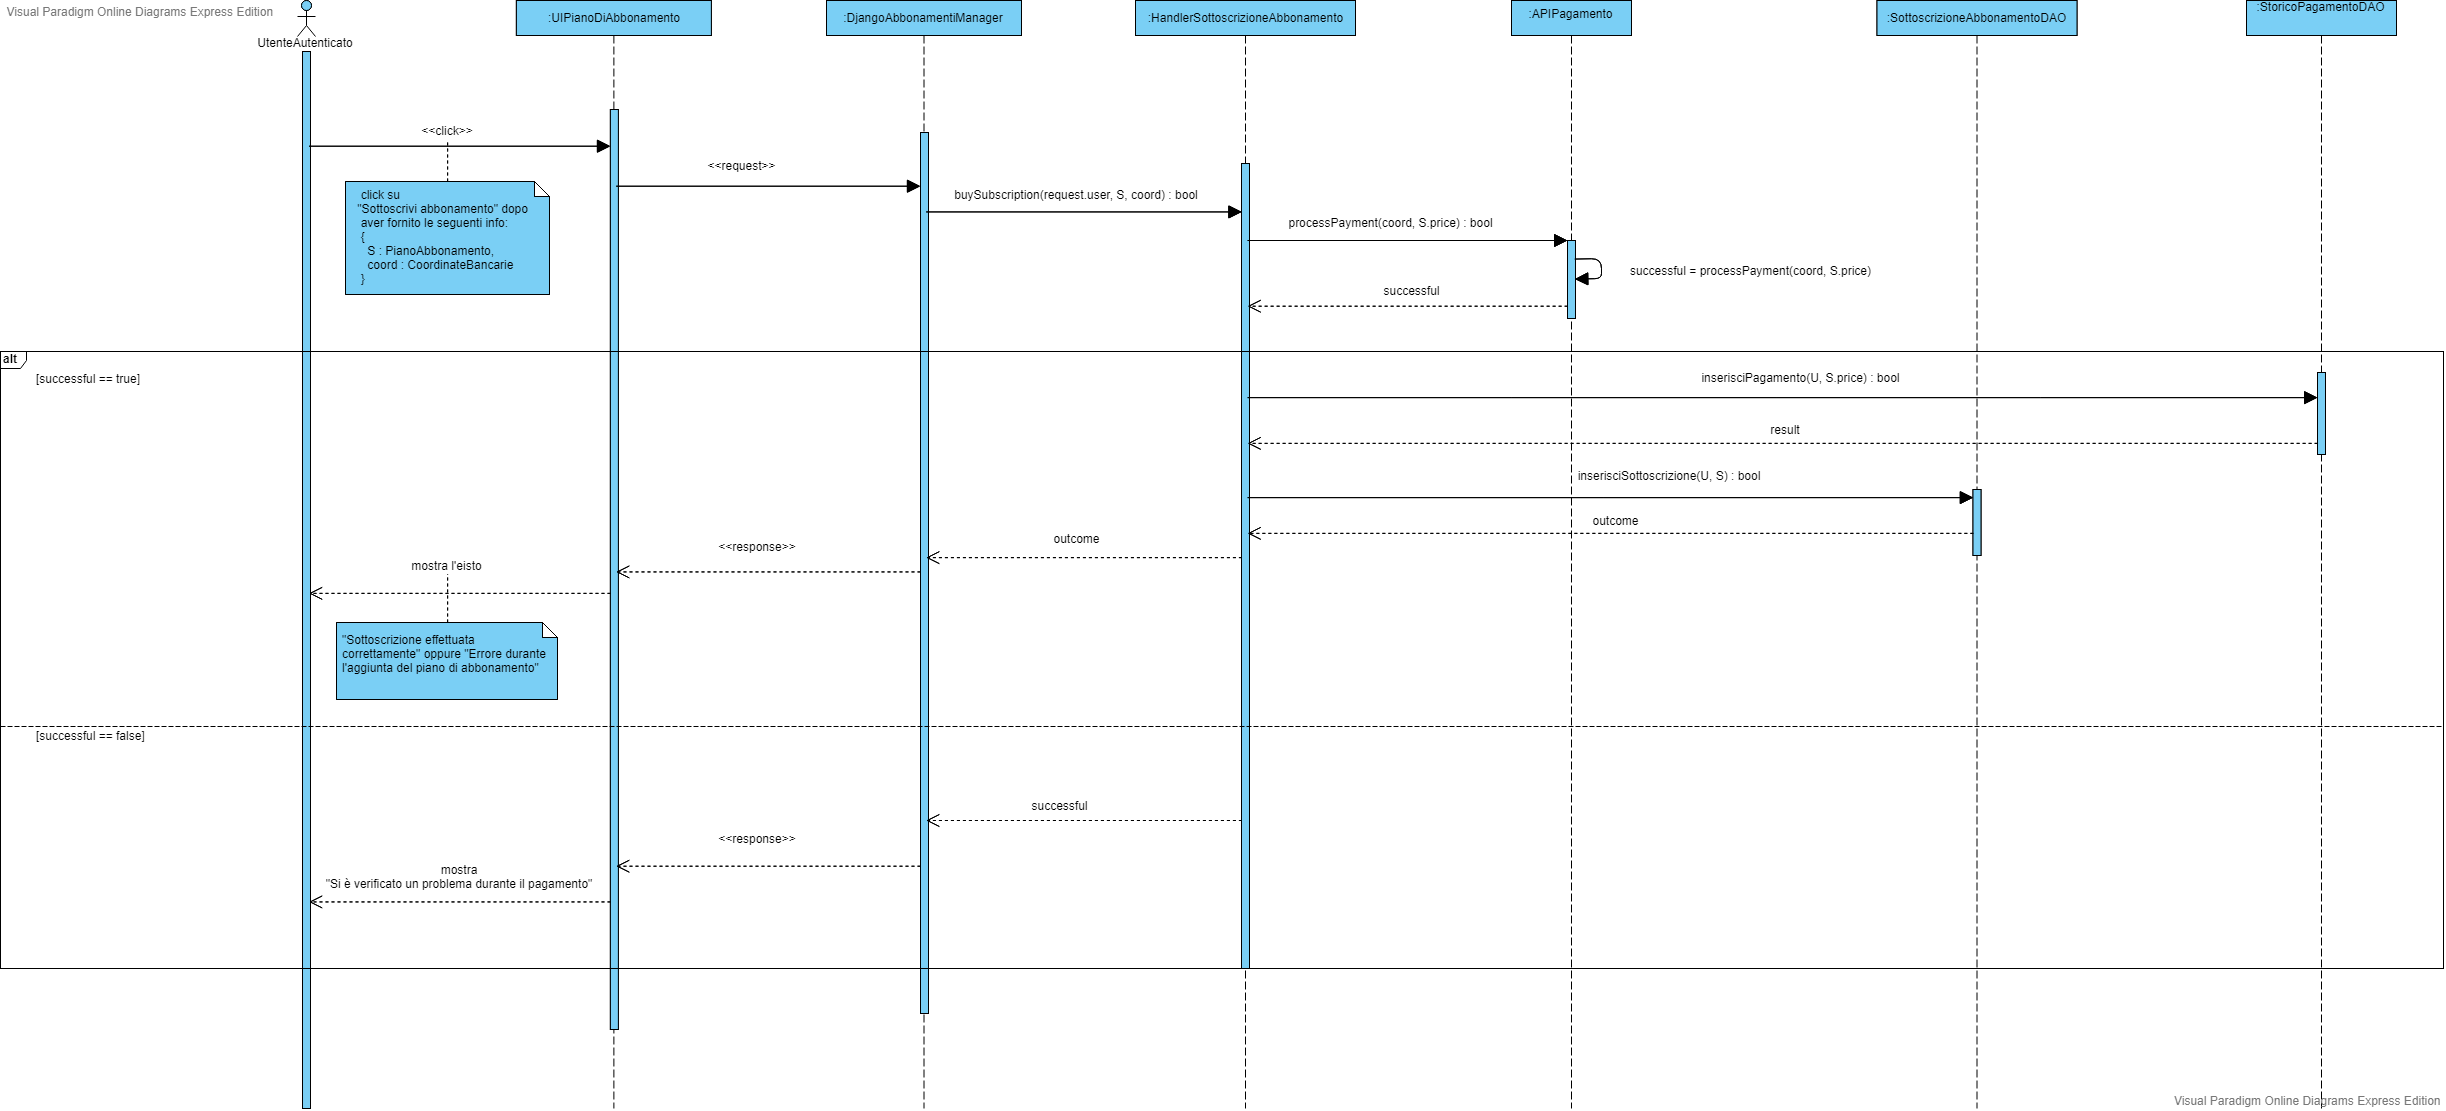 Visual Paradigm Online Diagrams Express Edition
UtenteAutenticato
:UIPianoDiAbbonamento
:DjangoAbbonamentiManager
:HandlerSottoscrizioneAbbonamento
:APIPagamento
:SottoscrizioneAbbonamentoDAO
:StoricoPagamentoDAO
<<click>>
click su
"Sottoscrivi abbonamento" dopo
aver fornito le seguenti info:
{
S : PianoAbbonamento,
coord : CoordinateBancarie
}
<<request>>
buySubscription(request.user, S, coord) : bool
processPayment(coord, S.price) : bool
successful = processPayment(coord, S.price)
successful
alt
[successful == true]
inserisciPagamento(U, S.price) : bool
result
inserisciSottoscrizione(U, S) : bool
outcome
outcome
<<response>>
mostra l'eisto
"Sottoscrizione effettuata
correttamente" oppure "Errore durante
l'aggiunta del piano di abbonamento"
[successful == false]
successful
<<response>>
mostra
"Si è verificato un problema durante il pagamento"
Visual Paradigm Online Diagrams Express Edition